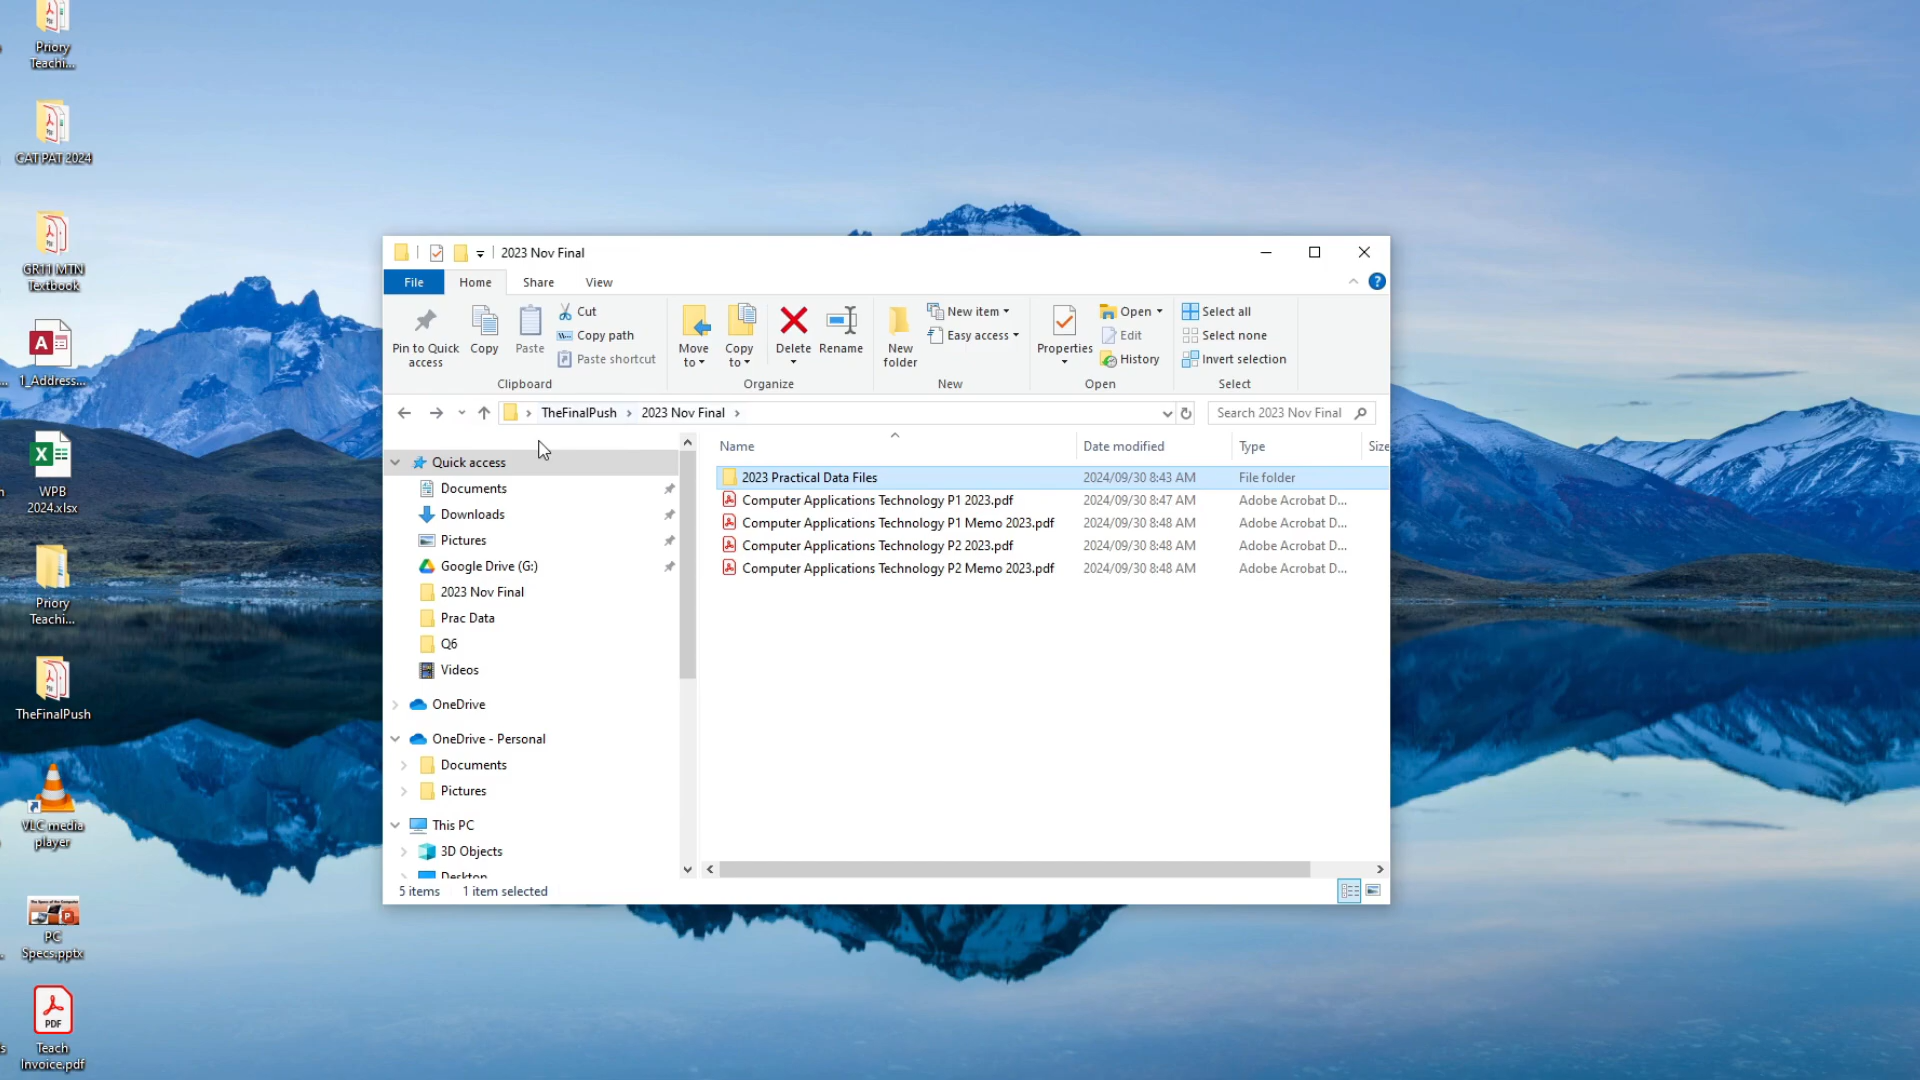 Priory
Teachi...
CAT PAT 2024
GR11 MTN
Textbook
1_Address...
WPB
2024.xlsx
Priory
Teachi...
TheFinalPush
VLC media
player
PC
Specs.pptx
PDF
Teach
Invoice.pdf
2023 Nov Final
File Home Share View
Pin to Quick
access
Copy
Paste
Cut
Copy path
Paste shortcut
Clipboard
Move
to
Copy
to
Delete
Rename
Organize
New
folder
New item
Easy access
New
Properties
Open
Edit
History
Open
Select all
Select none
Invert selection
Select
TheFinalPush › 2023 Nov Final ›
Search 2023 Nov Final
Quick access
Documents
Downloads
Pictures
Google Drive (G:)
2023 Nov Final
Prac Data
Q6
Videos
OneDrive
OneDrive - Personal
Documents
Pictures
This PC
3D Objects
Desktop
Name Date modified Type Size
2023 Practical Data Files 2024/09/30 8:43 AM File folder
Computer Applications Technology P1 2023.pdf 2024/09/30 8:47 AM Adobe Acrobat D...
Computer Applications Technology P1 Memo 2023.pdf 2024/09/30 8:48 AM Adobe Acrobat D...
Computer Applications Technology P2 2023.pdf 2024/09/30 8:48 AM Adobe Acrobat D...
Computer Applications Technology P2 Memo 2023.pdf 2024/09/30 8:48 AM Adobe Acrobat D...
5 items 1 item selected